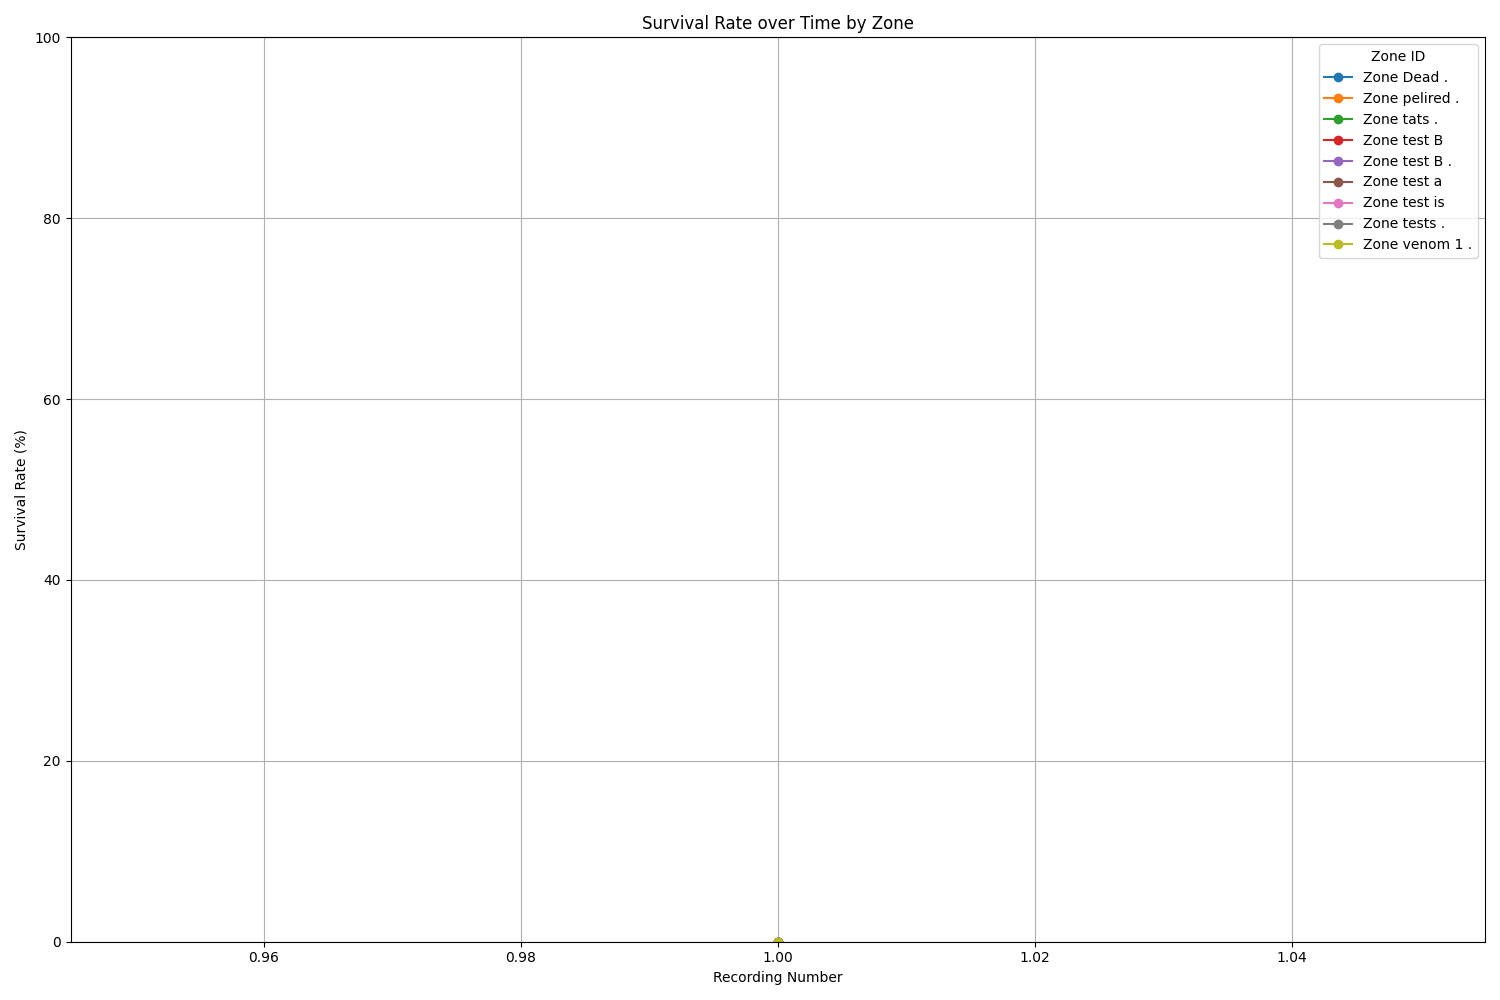 Survival Rate over Time by Zone
100
80
60
40
20
0
Survival Rate (%)
0.96
0.98
1.00
1.02
1.04
Recording Number
Zone ID
Zone Dead .
Zone pelired .
Zone tats .
Zone test B
Zone test B .
Zone test a
Zone test is
Zone tests .
Zone venom 1 .